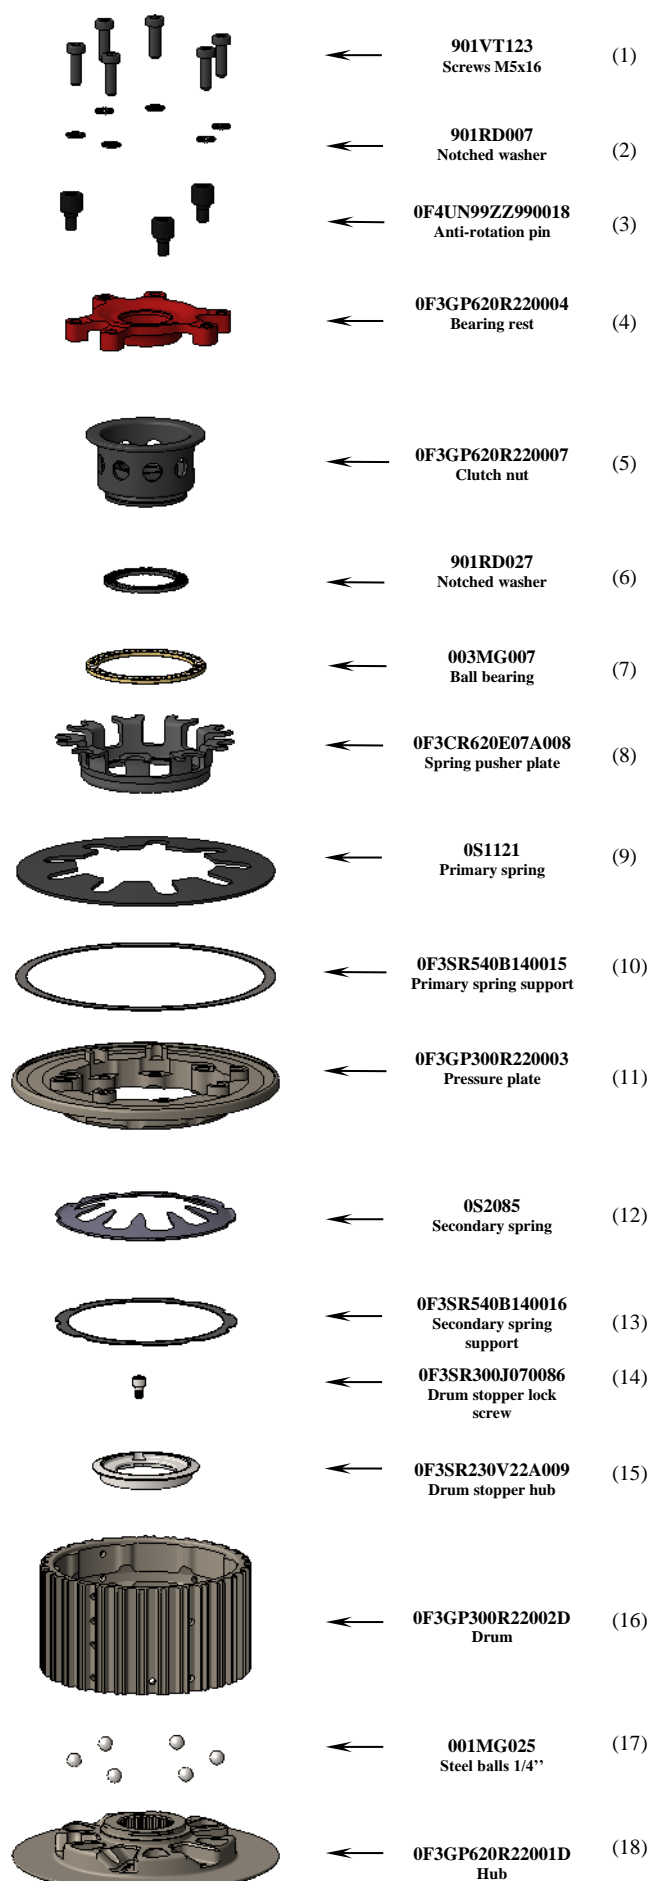 901VT123
Screws M5x16
(1)
901RD007
Notched washer
(2)
0F4UN99ZZ990018
Anti-rotation pin
(3)
0F3GP620R220004
Bearing rest
(4)
0F3GP620R220007
Clutch nut
(5)
901RD027
Notched washer
(6)
003MG007
Ball bearing
(7)
0F3CR620E07A008
Spring pusher plate
(8)
0S1121
Primary spring
(9)
0F3SR540B140015
Primary spring support
(10)
0F3GP300R220003
Pressure plate
(11)
0S2085
Secondary spring
(12)
0F3SR540B140016
Secondary spring
support
(13)
0F3SR300J070086
Drum stopper lock
screw
(14)
0F3SR230V22A009
Drum stopper hub
(15)
0F3GP300R22002D
Drum
(16)
001MG025
Steel balls 1/4’’
(17)
0F3GP620R22001D
Hub
(18)